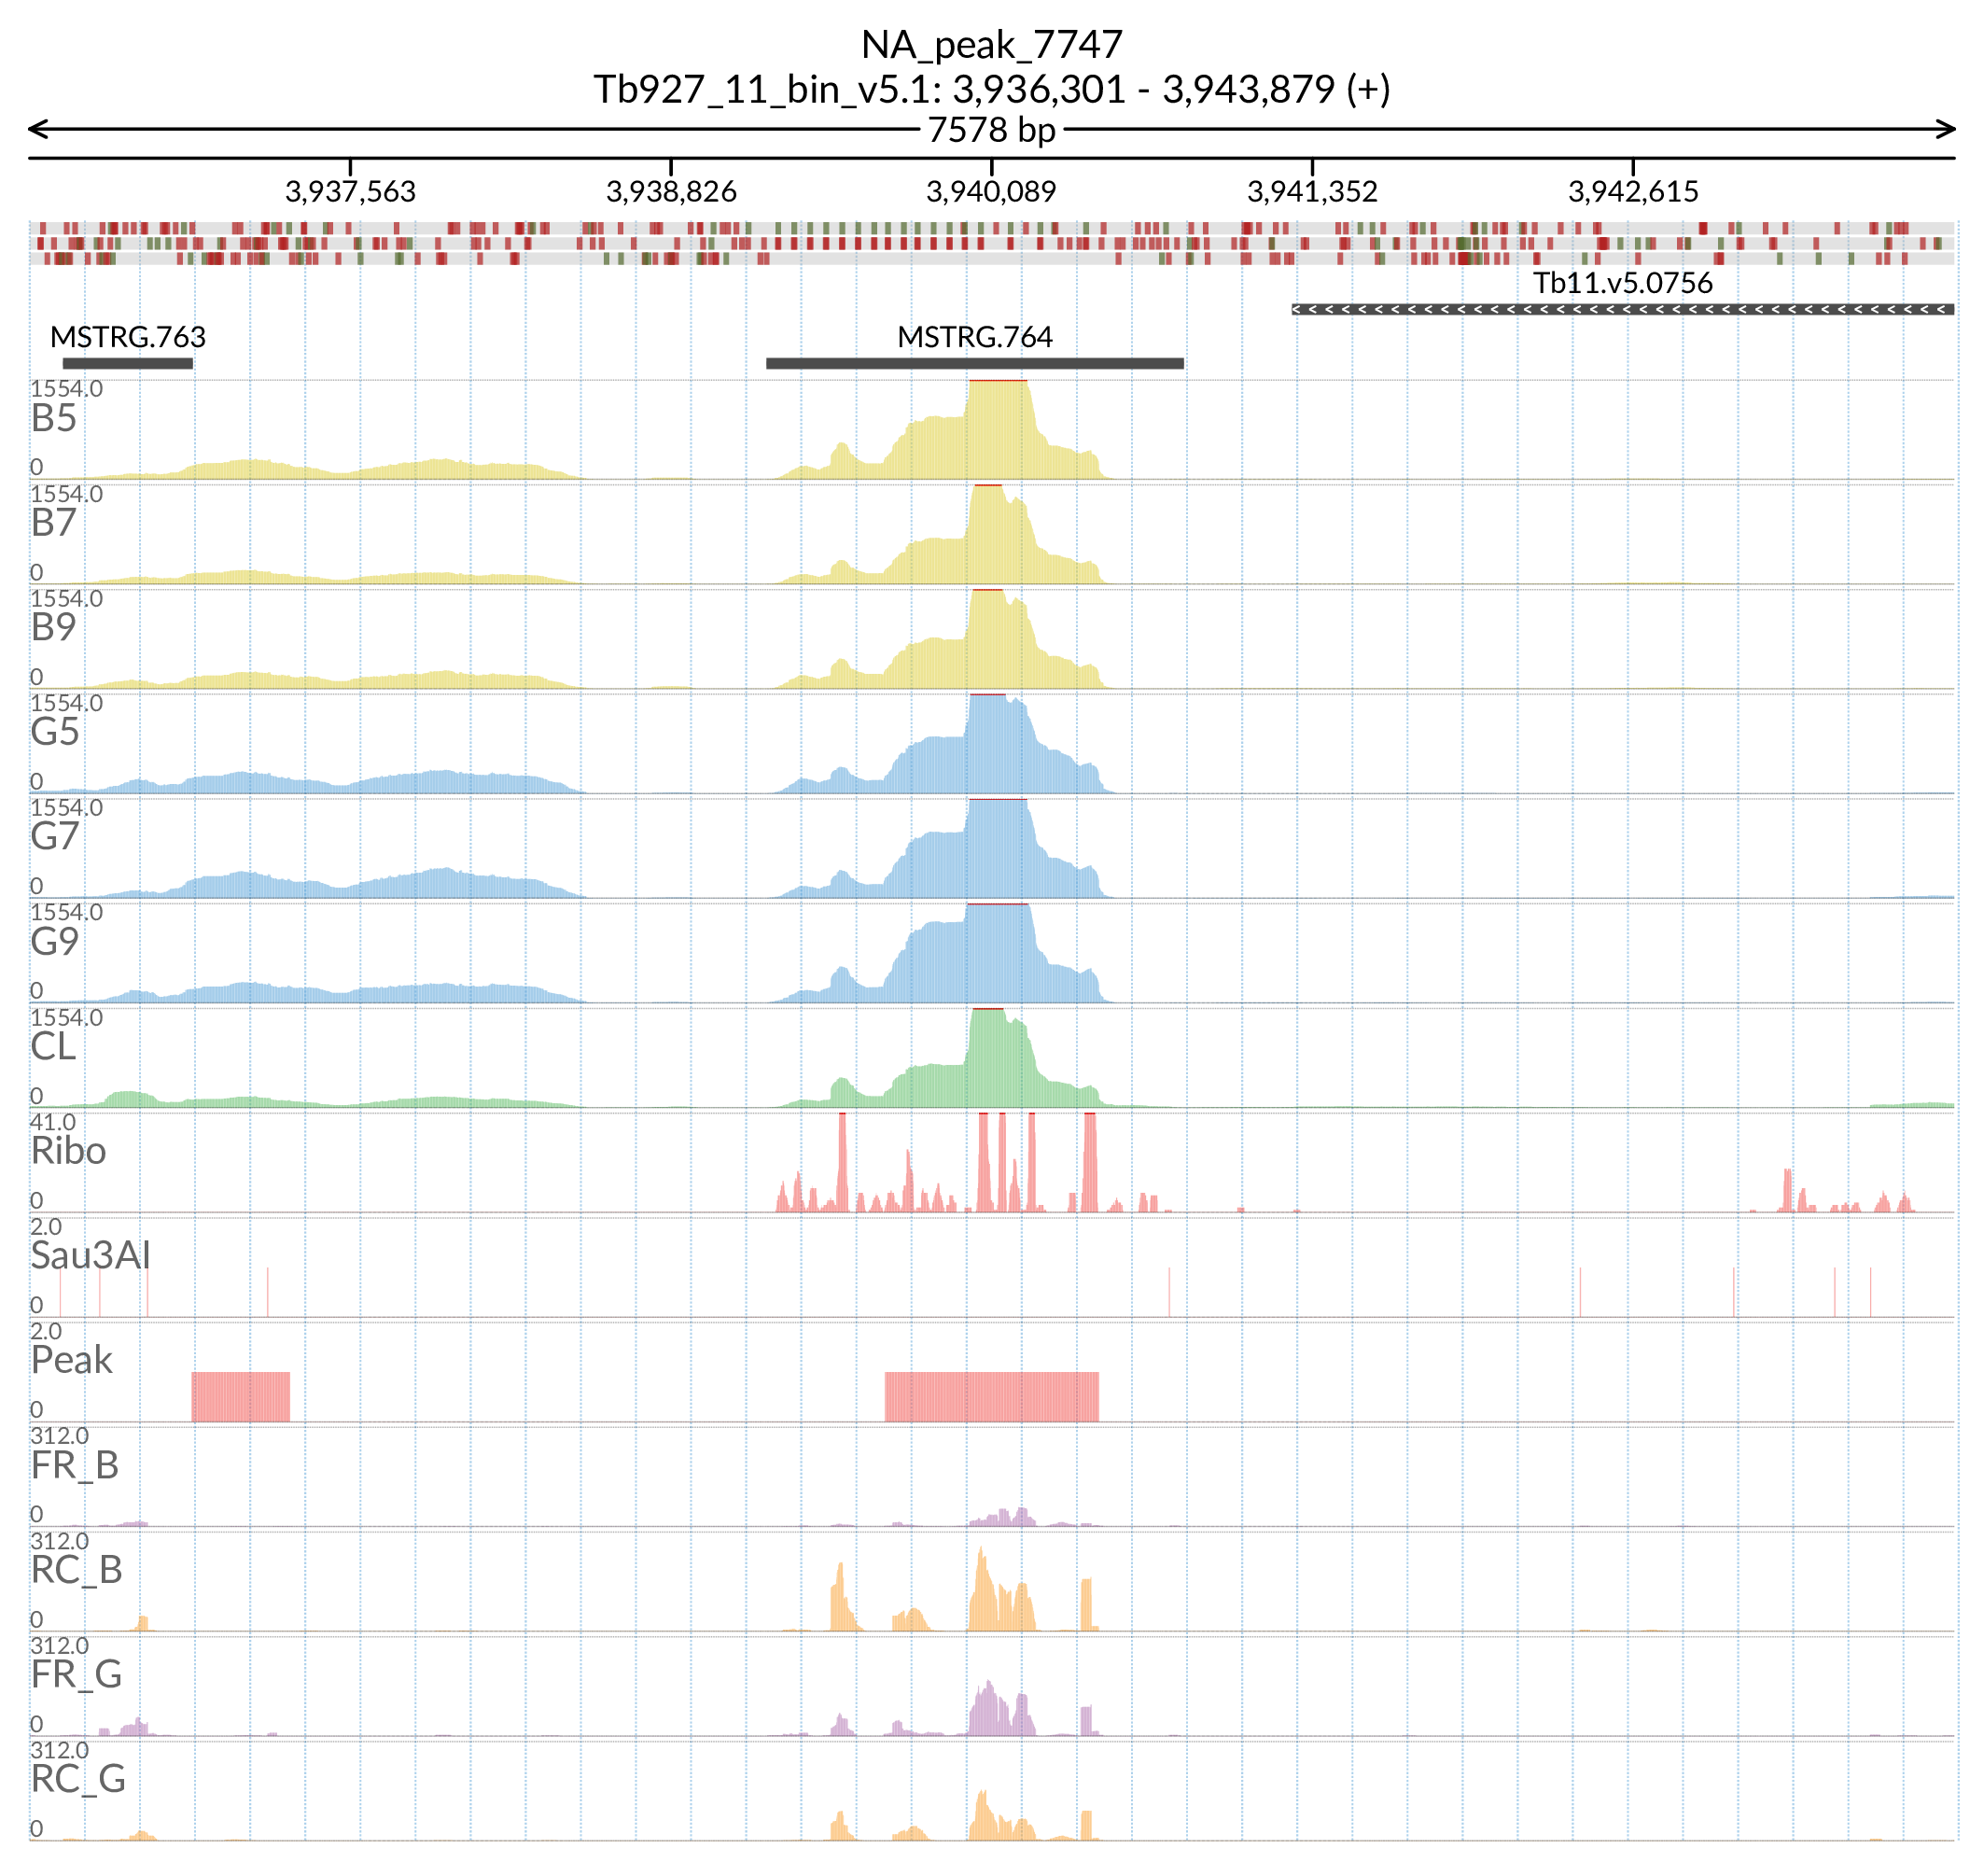 NA_peak_7747
Tb927_11_bin_v5.1: 3,936,301 - 3,943,879 (+)
7578 bp
3,937,563 3,938,826 3,940,089 3,941,352 3,942,615
Tb11.v5.0756
MSTRG.763 MSTRG.764
1554.0
B5
0
1554.0
B7
0
1554.0
B9
0
1554.0
G5
0
1554.0
G7
0
1554.0
G9
0
1554.0
CL
0
41.0
Ribo
0
2.0
Sau3AI
0
2.0
Peak
0
312.0
FR_B
0
312.0
RC_B
0
312.0
FR_G
0
312.0
RC_G
0